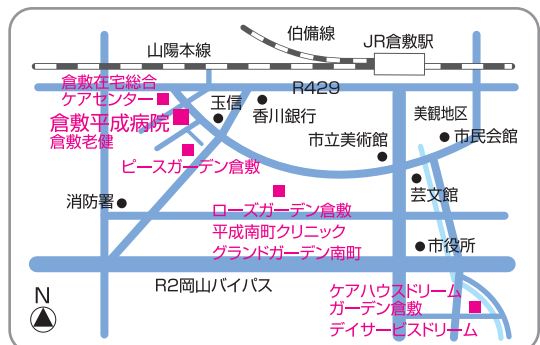 伯備線
JR倉敷駅
山陽本線
R429
倉敷在宅総合
ケアセンター
玉信
香川銀行
美観地区
倉敷平成病院
倉敷老健
市民会館
市立美術館
ピースガーデン倉敷
芸文館
消防署
ローズガーデン倉敷
平成南町クリニック
グランドガーデン南町
市役所
R2岡山バイパス
ケアハウスドリーム
ガーデン倉敷
デイサービスドリーム
N